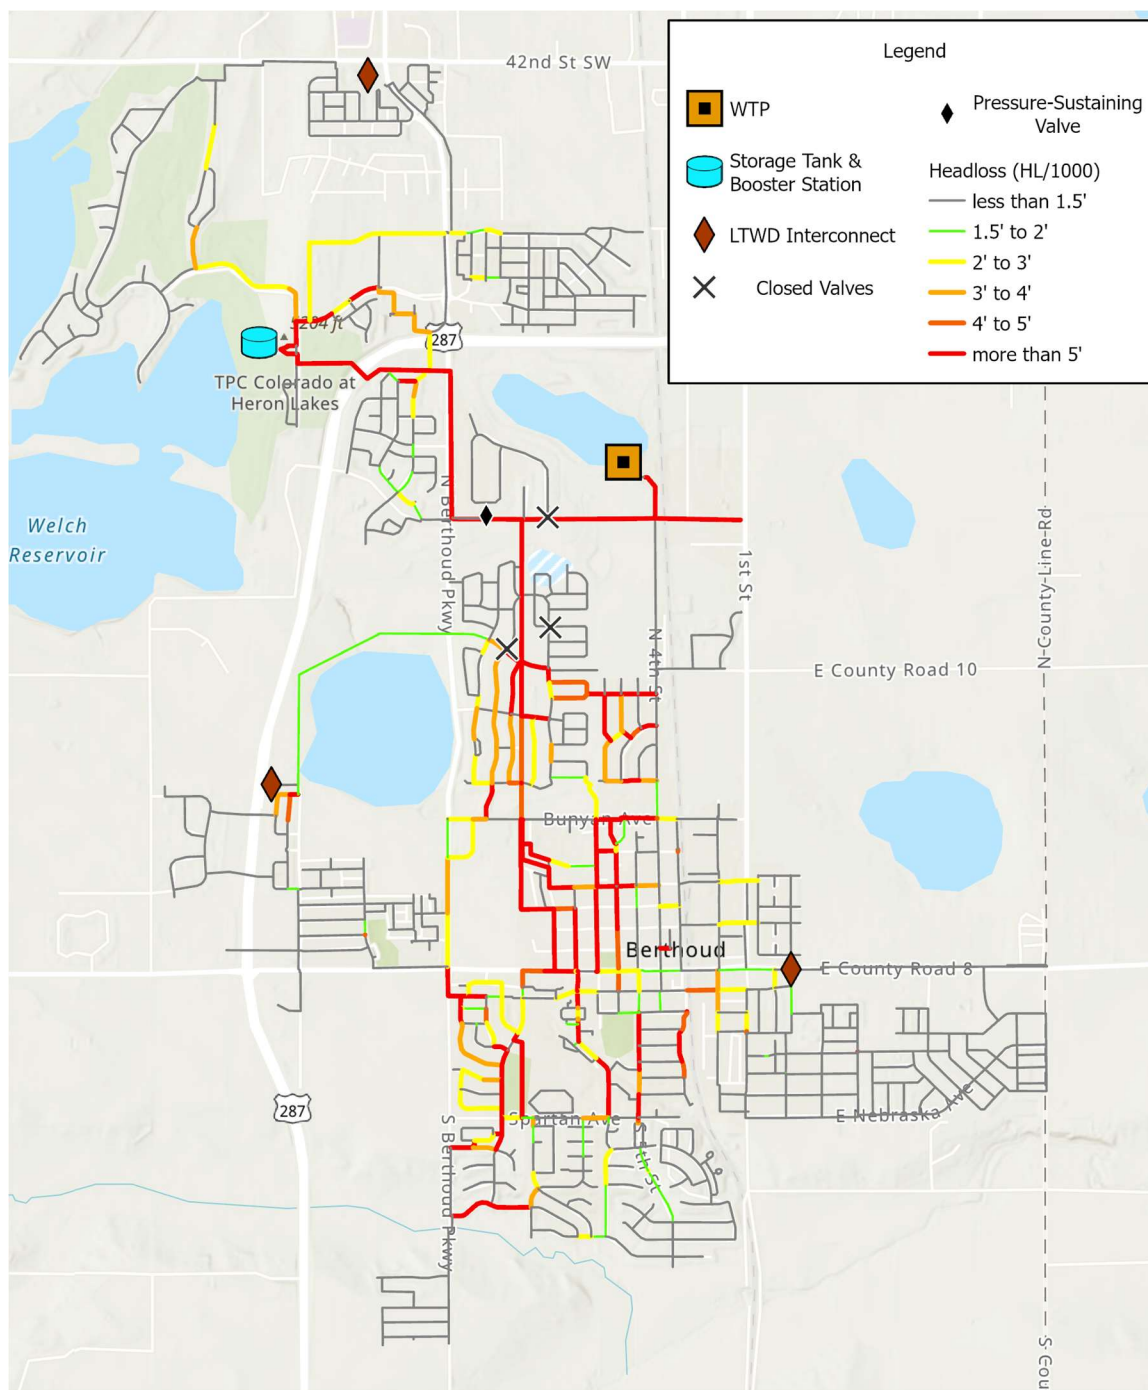 42nd St SW
Legend
WTP
Pressure-Sustaining
Valve
Storage Tank &
Booster Station
LTWD Interconnect
Closed Valves
Headloss (HL/1000)
less than 1.5'
1.5' to 2'
2' to 3'
3' to 4'
4' to 5'
more than 5'
5204 ft
287
TPC Colorado at
Heron Lakes
Welch
Reservoir
N Berthoud Pkwy
1st St
N County Line Rd
N 4th St
E County Road 10
Bunyan Ave
Berthoud
E County Road 8
287
Spartan Ave
E Nebraska Ave
S Berthoud Pkwy
S Cou